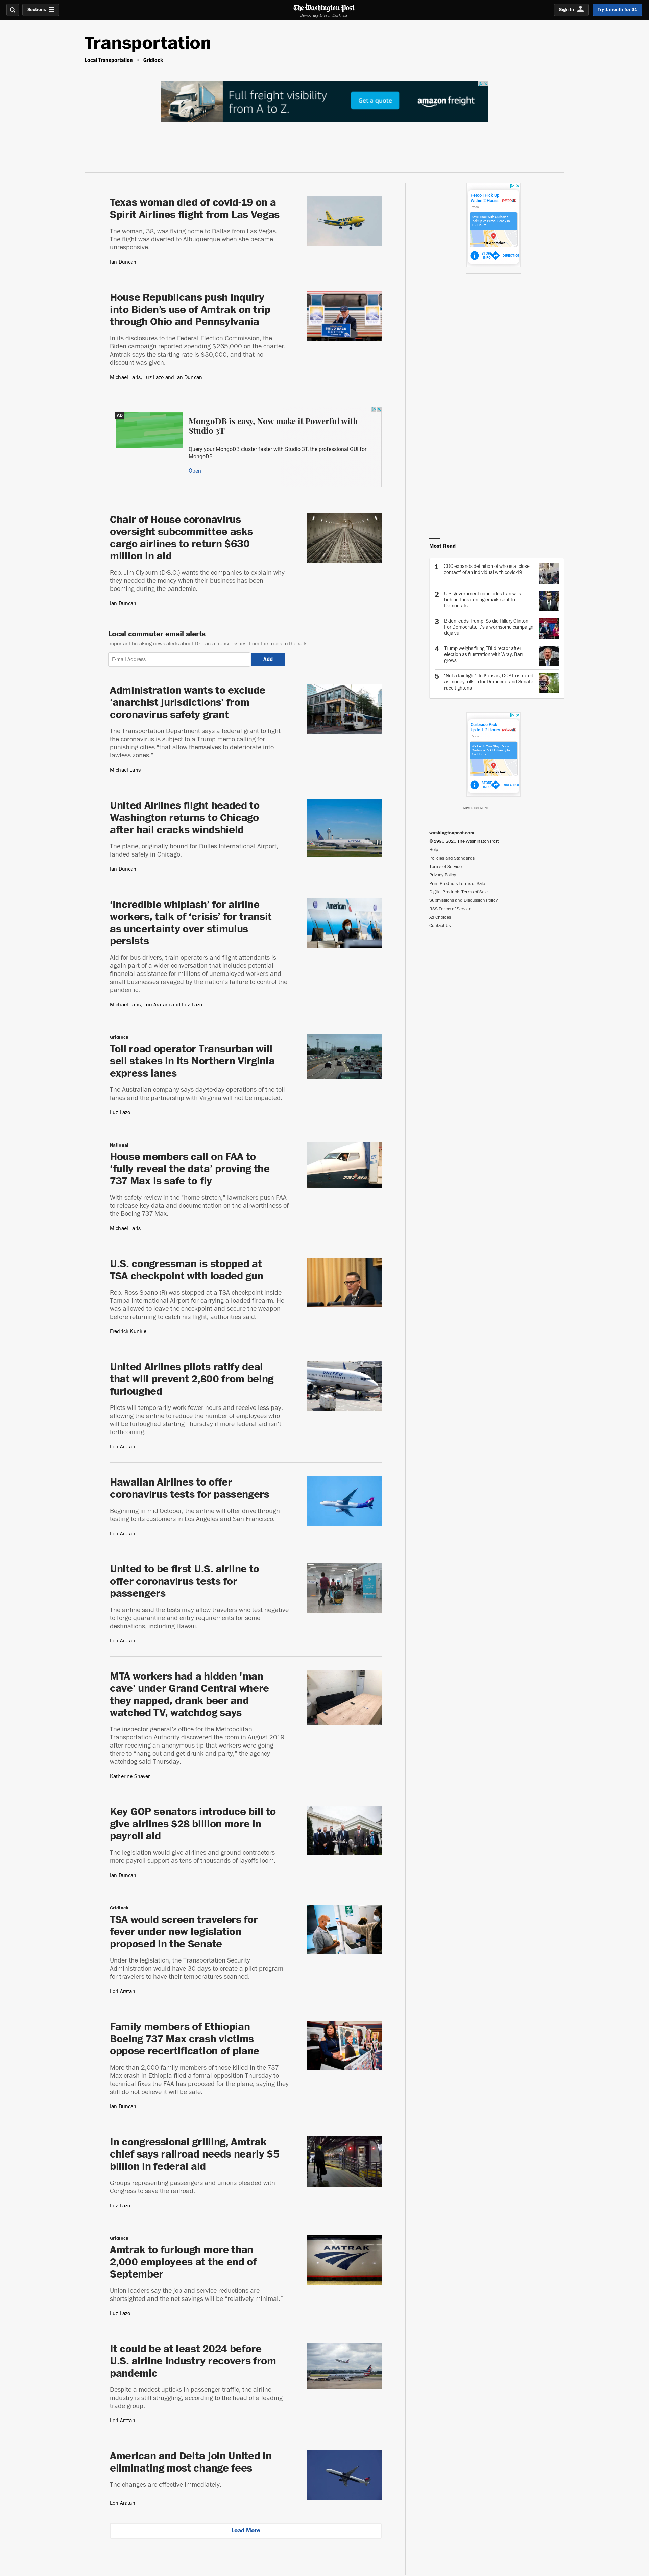 Sections
The Washington Post
Democracy Dies in Darkness
Sign In
Try 1 month for $1
Transportation
Local Transportation • Gridlock
Full freight visibility
from A to Z.
Get a quote
amazon freight
Texas woman died of covid-19 on a
Spirit Airlines flight from Las Vegas
The woman, 38, was flying home to Dallas from Las Vegas.
The flight was diverted to Albuquerque when she became
unresponsive.
Ian Duncan
House Republicans push inquiry
into Biden's use of Amtrak on trip
through Ohio and Pennsylvania
In its disclosures to the Federal Election Commission, the
Biden campaign reported spending $265,000 on the charter.
Amtrak says the starting rate is $30,000, and that no
discount was given.
Michael Laris, Luz Lazo and Ian Duncan
AD
MongoDB is easy, Now make it Powerful with
Studio 3T
Query your MongoDB cluster faster with Studio 3T, the professional GUI for
MongoDB.
Open
Chair of House coronavirus
oversight subcommittee asks
cargo airlines to return $630
million in aid
Rep. Jim Clyburn (D-S.C.) wants the companies to explain why
they needed the money when their business has been
booming during the pandemic.
Ian Duncan
Local commuter email alerts
Important breaking news alerts about D.C.-area transit issues, from the roads to the rails.
E-mail Address
Add
Administration wants to exclude
‘anarchist jurisdictions’ from
coronavirus safety grant
The Transportation Department says a federal grant to fight
the coronavirus is subject to a Trump memo calling for
punishing cities “that allow themselves to deteriorate into
lawless zones.”
Michael Laris
United Airlines flight headed to
Washington returns to Chicago
after hail cracks windshield
The plane, originally bound for Dulles International Airport,
landed safely in Chicago.
Ian Duncan
‘Incredible whiplash’ for airline
workers, talk of ‘crisis’ for transit
as uncertainty over stimulus
persists
Aid for bus drivers, train operators and flight attendants is
again part of a wider conversation that includes potential
financial assistance for millions of unemployed workers and
small businesses ravaged by the nation's failure to control the
pandemic.
Michael Laris, Lori Aratani and Luz Lazo
American
Gridlock
Toll road operator Transurban will
sell stakes in its Northern Virginia
express lanes
The Australian company says day-to-day operations of the toll
lanes and the partnership with Virginia will not be impacted.
Luz Lazo
National
House members call on FAA to
‘fully reveal the data’ proving the
737 Max is safe to fly
With safety review in the “home stretch,” lawmakers push FAA
to release key data and documentation on the airworthiness of
the Boeing 737 Max.
Michael Laris
737 MAX
U.S. congressman is stopped at
TSA checkpoint with loaded gun
Rep. Ross Spano (R) was stopped at a TSA checkpoint inside
Tampa International Airport for carrying a loaded firearm. He
was allowed to leave the checkpoint and secure the weapon
before returning to catch his flight, authorities said.
Fredrick Kunkle
United Airlines pilots ratify deal
that will prevent 2,800 from being
furloughed
Pilots will temporarily work fewer hours and receive less pay,
allowing the airline to reduce the number of employees who
will be furloughed starting Thursday if more federal aid isn't
forthcoming.
Lori Aratani
UNITED
Hawaiian Airlines to offer
coronavirus tests for passengers
Beginning in mid-October, the airline will offer drive-through
testing to its customers in Los Angeles and San Francisco.
Lori Aratani
United to be first U.S. airline to
offer coronavirus tests for
passengers
The airline said the tests may allow travelers who test negative
to forgo quarantine and entry requirements for some
destinations, including Hawaii.
Lori Aratani
MTA workers had a hidden 'man
cave’ under Grand Central where
they napped, drank beer and
watched TV, watchdog says
The inspector general's office for the Metropolitan
Transportation Authority discovered the room in August 2019
after receiving an anonymous tip that workers were going
there to “hang out and get drunk and party,” the agency
watchdog said Thursday.
Katherine Shaver
Key GOP senators introduce bill to
give airlines $28 billion more in
payroll aid
The legislation would give airlines and ground contractors
more payroll support as tens of thousands of layoffs loom.
Ian Duncan
Gridlock
TSA would screen travelers for
fever under new legislation
proposed in the Senate
Under the legislation, the Transportation Security
Administration would have 30 days to create a pilot program
for travelers to have their temperatures scanned.
Lori Aratani
Family members of Ethiopian
Boeing 737 Max crash victims
oppose recertification of plane
More than 2,000 family members of those killed in the 737
Max crash in Ethiopia filed a formal opposition Thursday to
technical fixes the FAA has proposed for the plane, saying they
still do not believe it will be safe.
Ian Duncan
In congressional grilling, Amtrak
chief says railroad needs nearly $5
billion in federal aid
Groups representing passengers and unions pleaded with
Congress to save the railroad.
Luz Lazo
Gridlock
Amtrak to furlough more than
2,000 employees at the end of
September
Union leaders say the job and service reductions are
shortsighted and the net savings will be “relatively minimal.”
Luz Lazo
AMTRAK
It could be at least 2024 before
U.S. airline industry recovers from
pandemic
Despite a modest upticks in passenger traffic, the airline
industry is still struggling, according to the head of a leading
trade group.
Lori Aratani
American and Delta join United in
eliminating most change fees
The changes are effective immediately.
Lori Aratani
Load More
Petco | Pick Up
Within 2 Hours
petco
Petco
East Wenatchee
STORE
INFO
DIRECTION
Most Read
1 CDC expands definition of who is a ‘close
contact’ of an individual with covid-19
2 U.S. government concludes Iran was
behind threatening emails sent to
Democrats
3 Biden leads Trump. So did Hillary Clinton.
For Democrats, it's a worrisome campaign
deja vu.
4 Trump weighs firing FBI director after
election as frustration with Wray, Barr
grows
5 ‘Not a fair fight’: In Kansas, GOP frustrated
as money rolls in for Democrat and Senate
race tightens
Curbside Pick
Up in 1-2 Hours
petco
Petco
East Wenatchee
STORE
INFO
DIRECTION
ADVERTISEMENT
washingtonpost.com
© 1996-2020 The Washington Post
Help
Policies and Standards
Terms of Service
Privacy Policy
Print Products Terms of Sale
Digital Products Terms of Sale
Submissions and Discussion Policy
RSS Terms of Service
Ad Choices
Contact Us